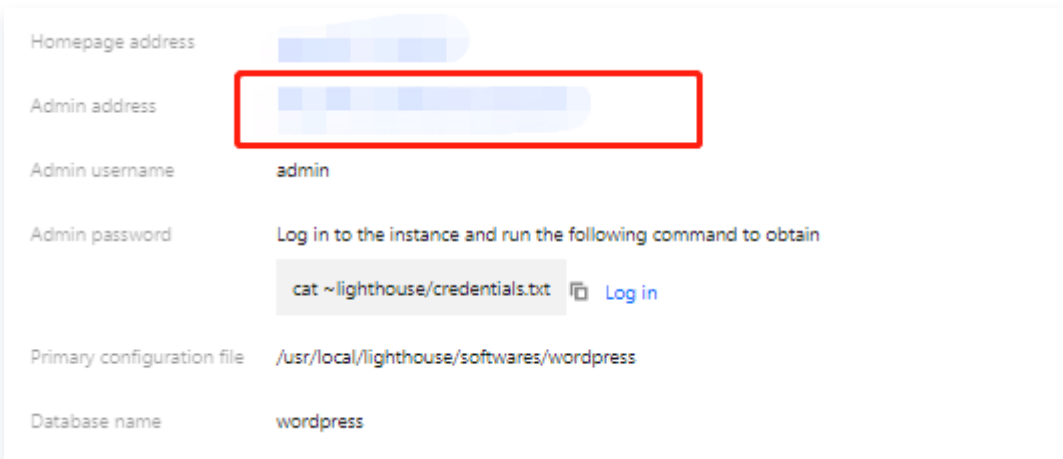 Homepage address
Admin address
Admin username admin
Admin password Log in to the instance and run the following command to obtain
cat ~lighthouse/credentials.txt Log in
Primary configuration file /usr/local/lighthouse/softwares/wordpress
Database name wordpress